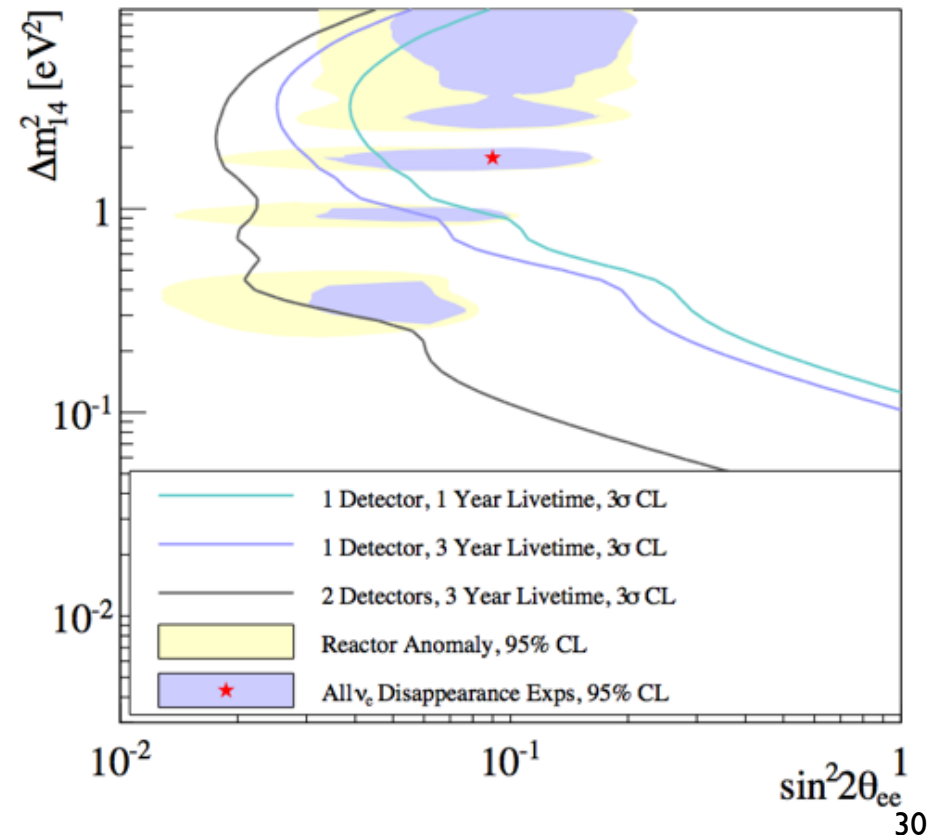 Δm²₁₄ [eV²]
1
10⁻¹
10⁻²
1 Detector, 1 Year Livetime, 3σ CL
1 Detector, 3 Year Livetime, 3σ CL
2 Detectors, 3 Year Livetime, 3σ CL
Reactor Anomaly, 95% CL
All νₑ Disappearance Exps, 95% CL
10⁻² 10⁻¹ 1
sin²2θₑₑ
30